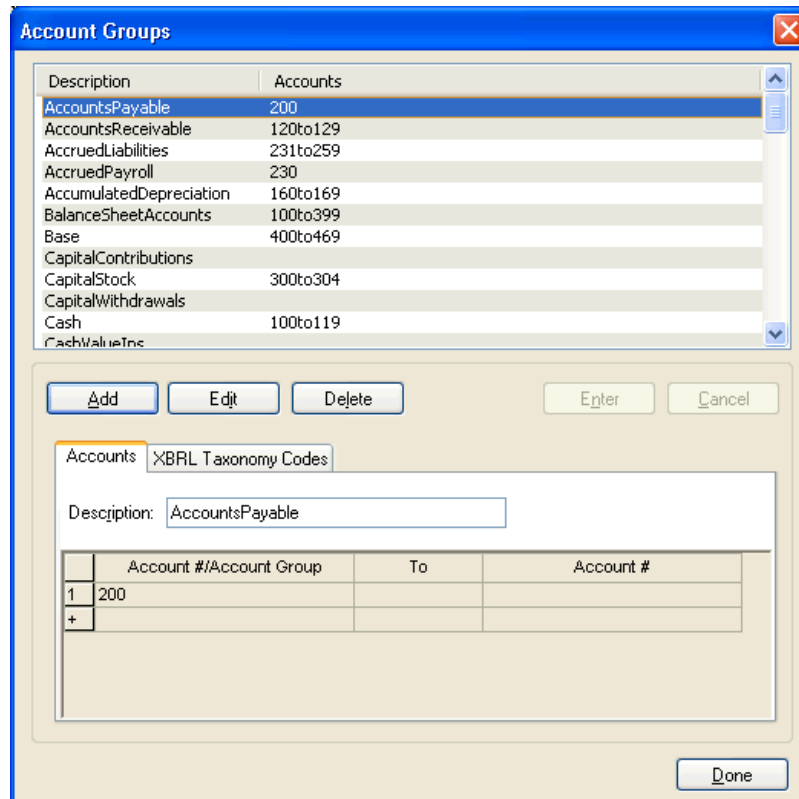 Account Groups
Description Accounts
AccountsPayable 200
AccountsReceivable 120to129
AccruedLiabilities 231to259
AccruedPayroll 230
AccumulatedDepreciation 160to169
BalanceSheetAccounts 100to399
Base 400to469
CapitalContributions
CapitalStock 300to304
CapitalWithdrawals
Cash 100to119
CashValueIns
Add Edit Delete Enter Cancel
Accounts XBRL Taxonomy Codes
Description: AccountsPayable
Account #/Account Group To Account #
1 200
+
Done